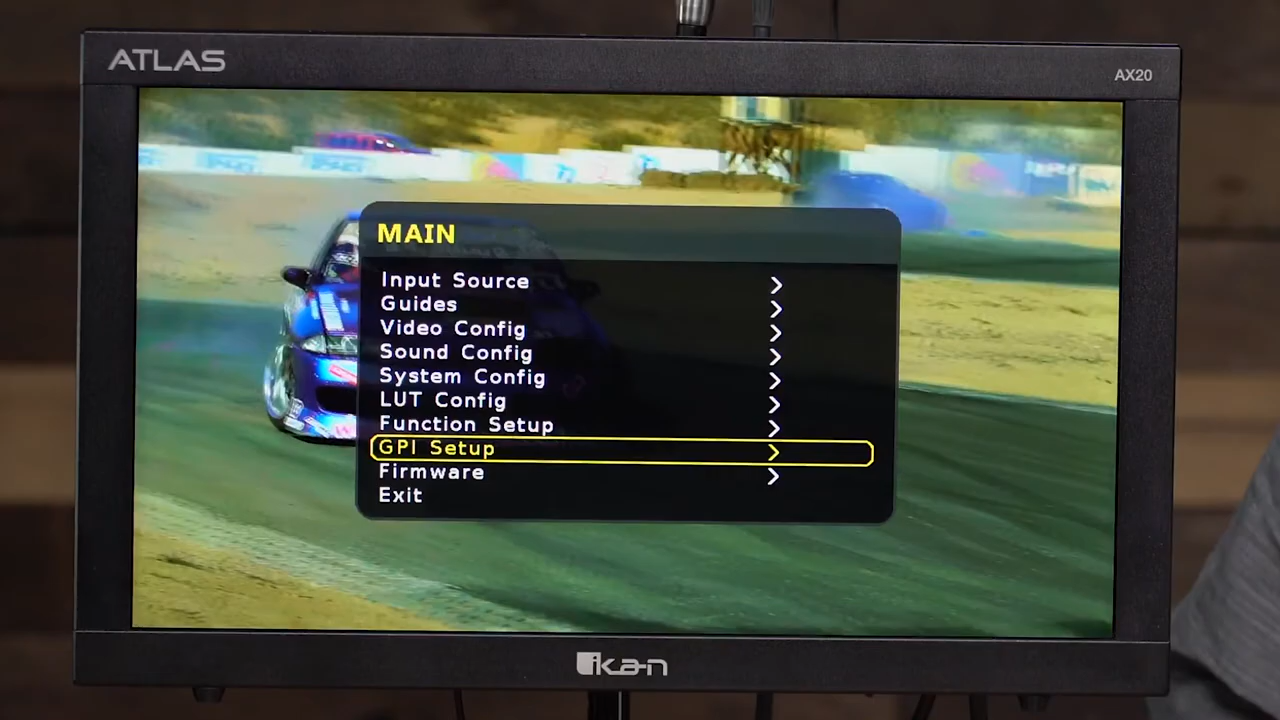 ATLAS
AX20
MAIN
Input Source >
Guides >
Video Config >
Sound Config >
System Config >
LUT Config >
Function Setup >
GPI Setup >
Firmware >
Exit
ikan